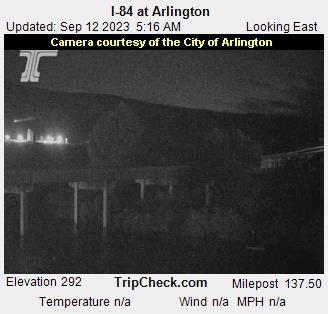 I-84 at Arlington
Updated: Sep 12 2023 5:16 AM Looking East
Camera courtesy of the City of Arlington
Elevation 292 TripCheck.com Milepost 137.50
Temperature n/a Wind n/a MPH n/a